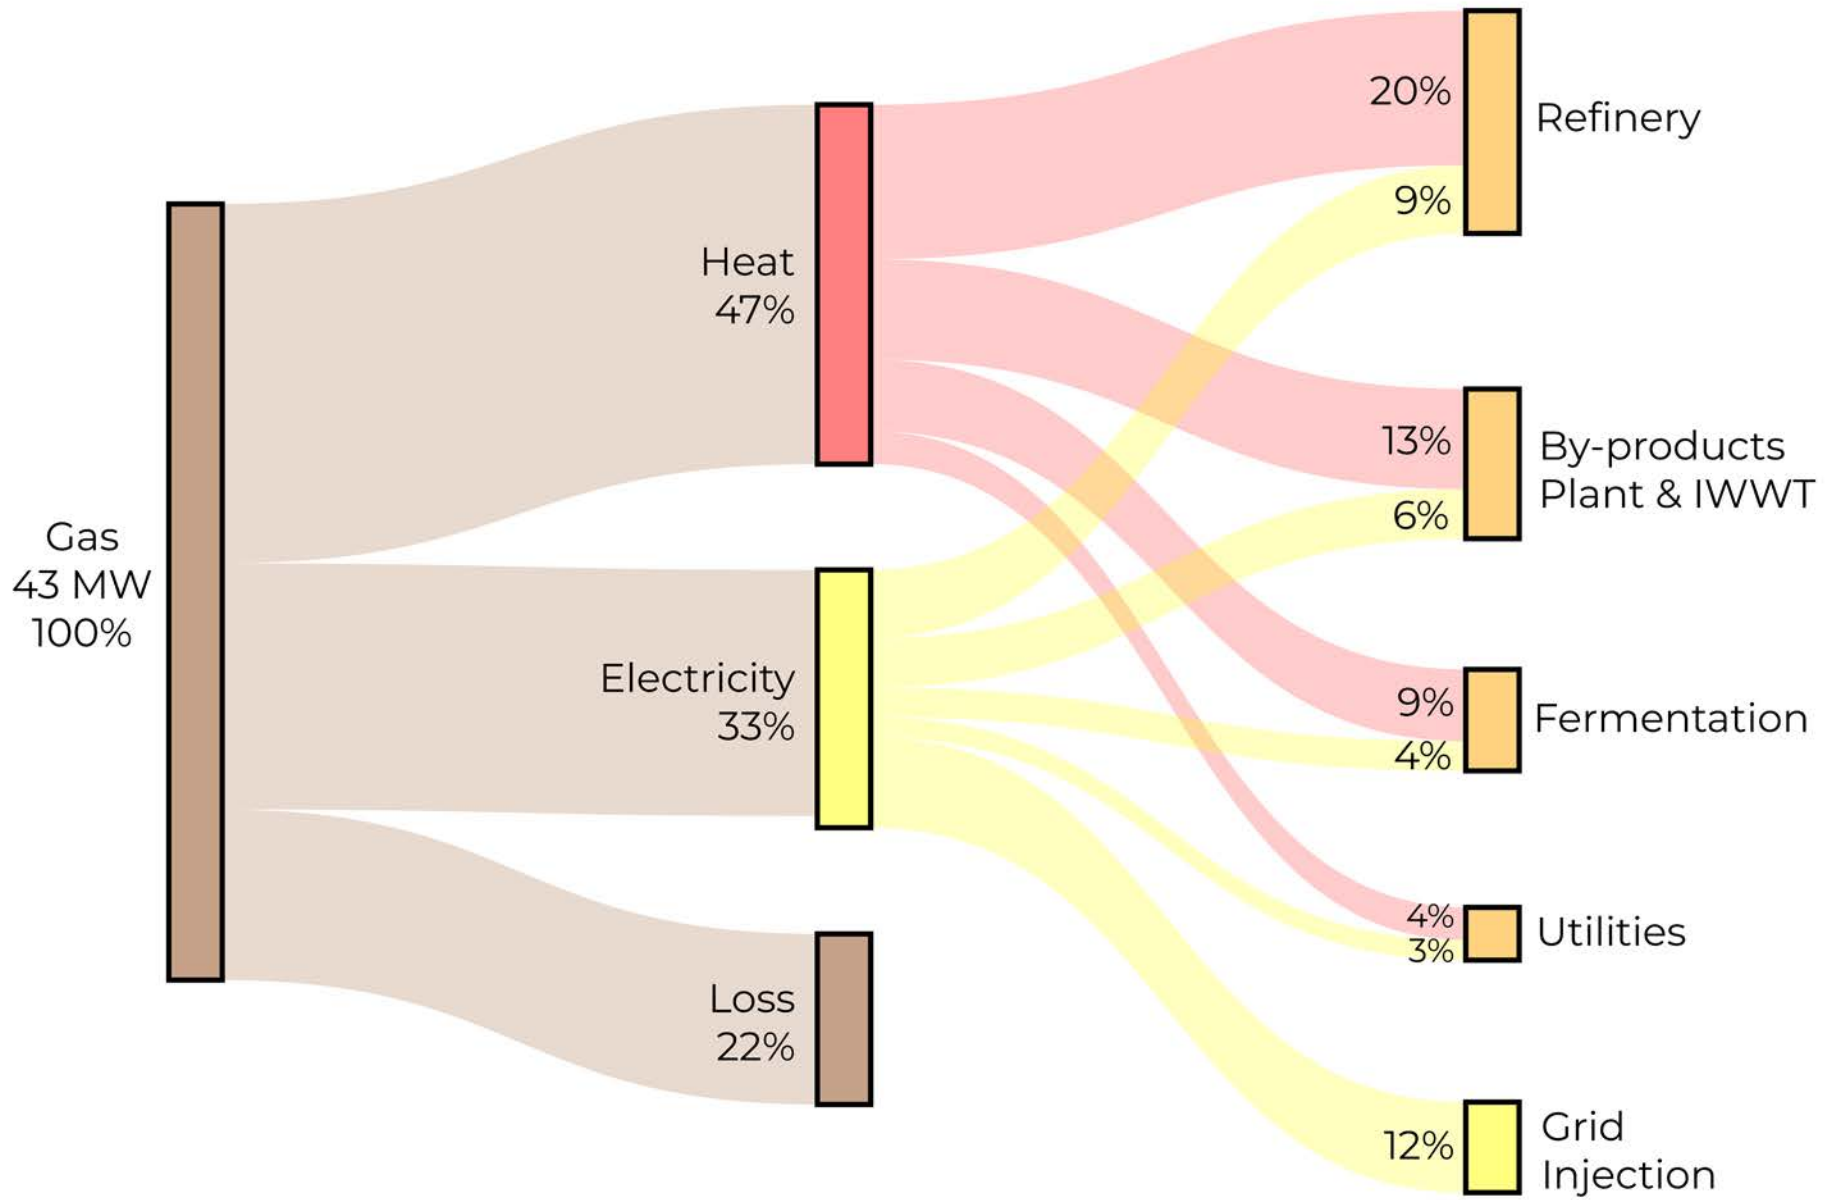 Gas
43 MW
100%
Heat
47%
Electricity
33%
Loss
22%
20%
9%
Refinery
13%
6%
By-products
Plant & IWWT
9%
4%
Fermentation
4%
3%
Utilities
12%
Grid
Injection